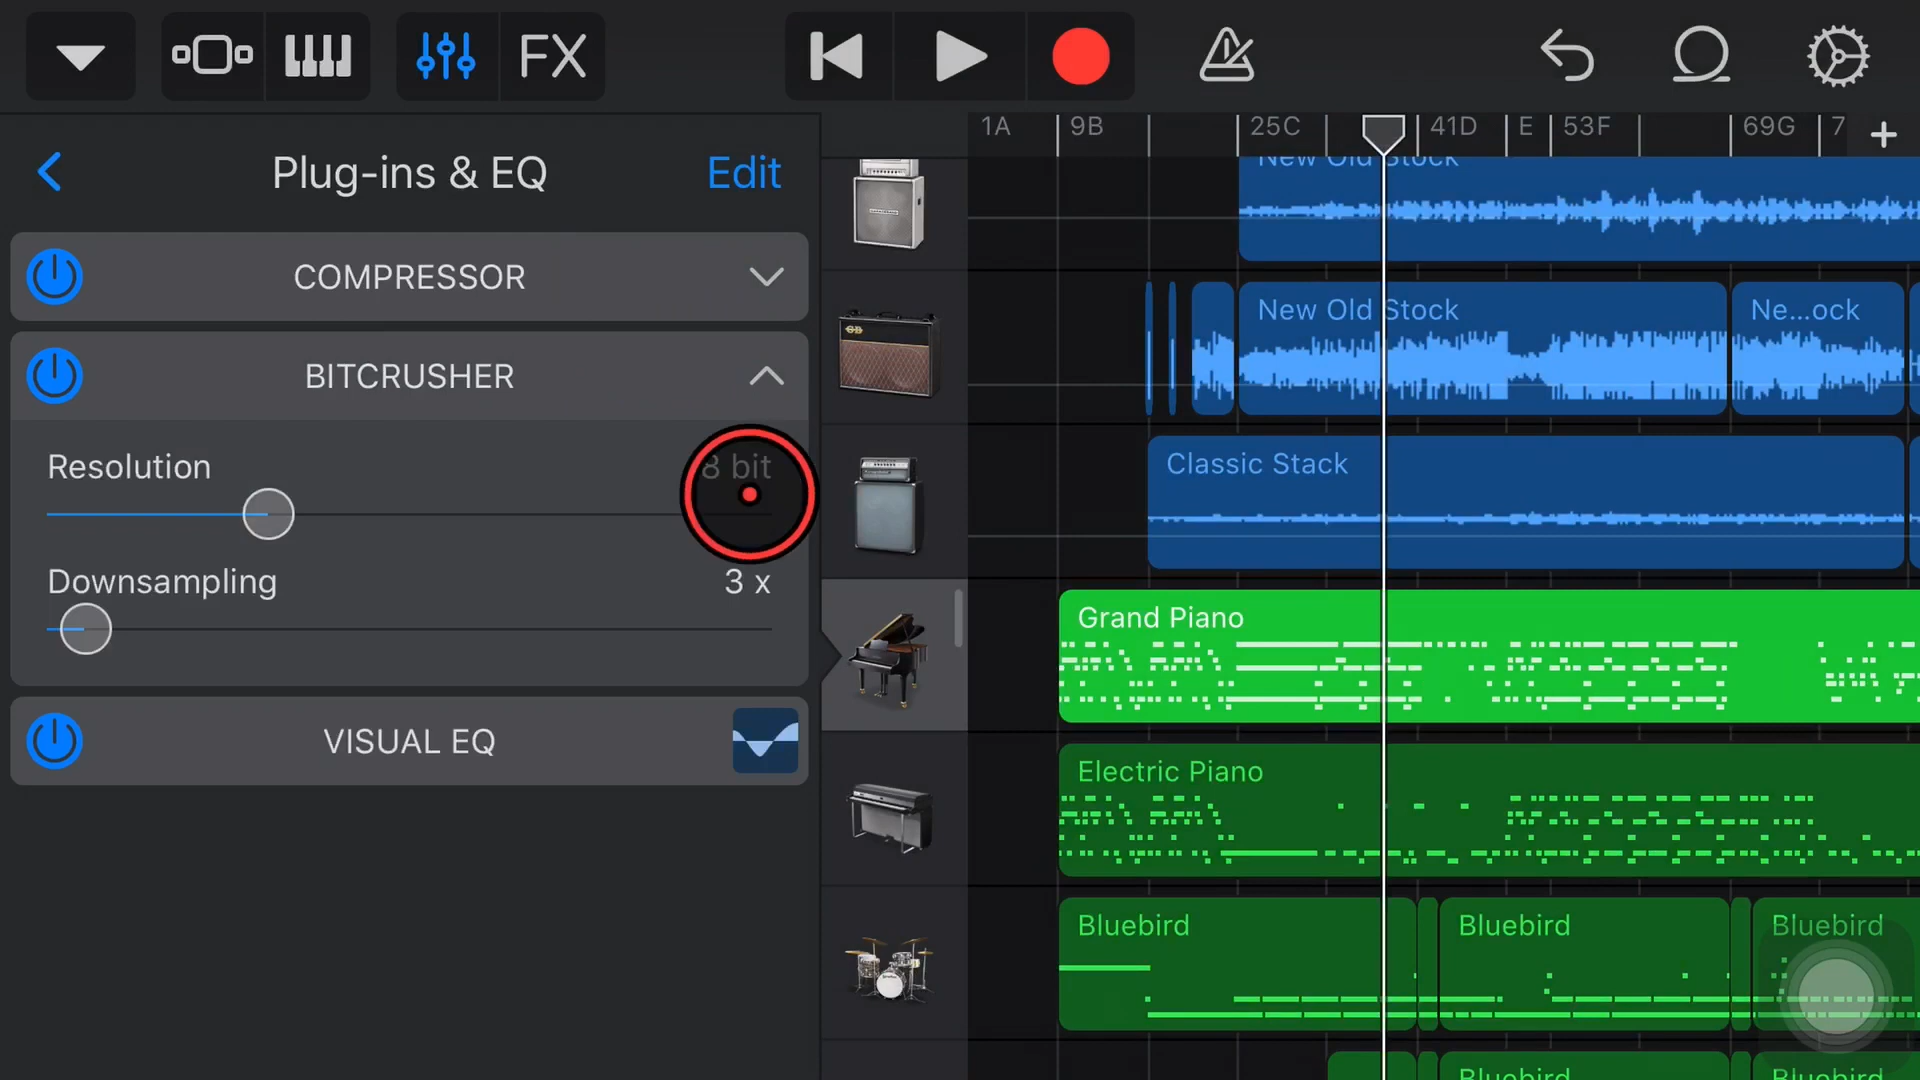 FX
1A
9B
25C
41D
E
53F
69G
7
Plug-ins & EQ
Edit
COMPRESSOR
BITCRUSHER
Resolution
8 bit
Downsampling
3 x
VISUAL EQ
New Old Stock
New Old Stock
Ne...ock
Classic Stack
Grand Piano
Electric Piano
Bluebird
Bluebird
Bluebird
Bluebird
Bluebird